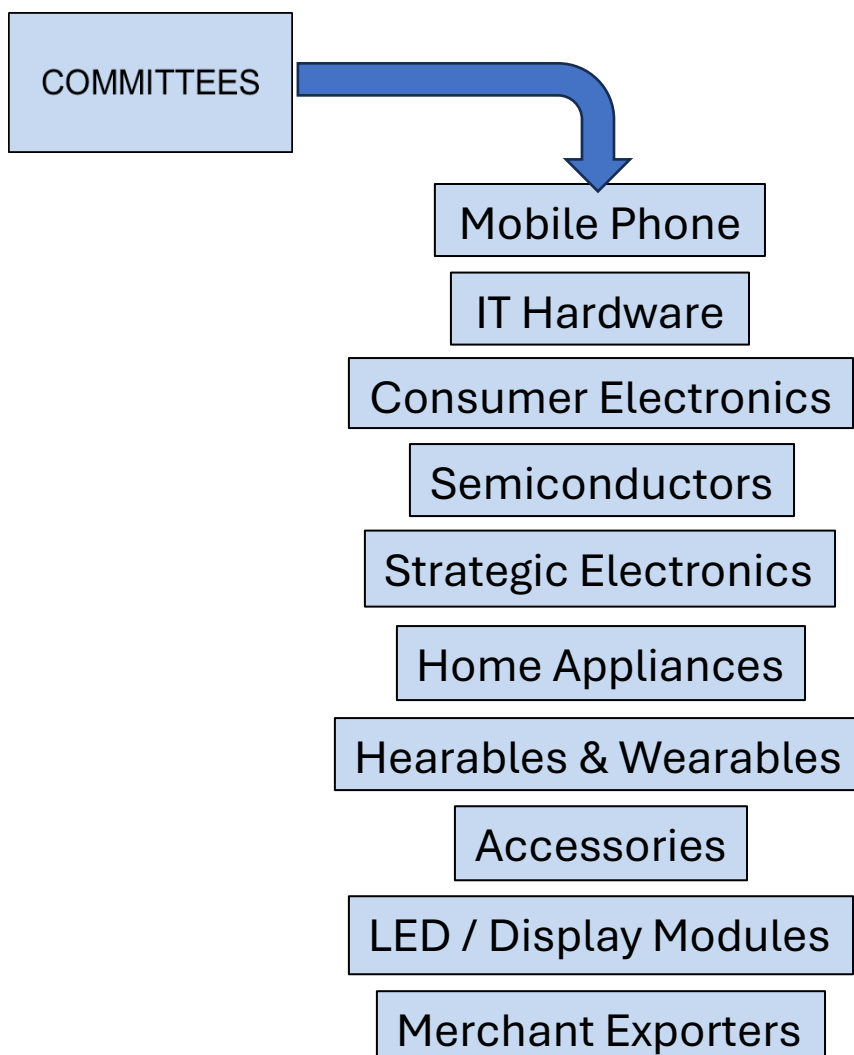 COMMITTEES
Mobile Phone
IT Hardware
Consumer Electronics
Semiconductors
Strategic Electronics
Home Appliances
Hearables & Wearables
Accessories
LED / Display Modules
Merchant Exporters